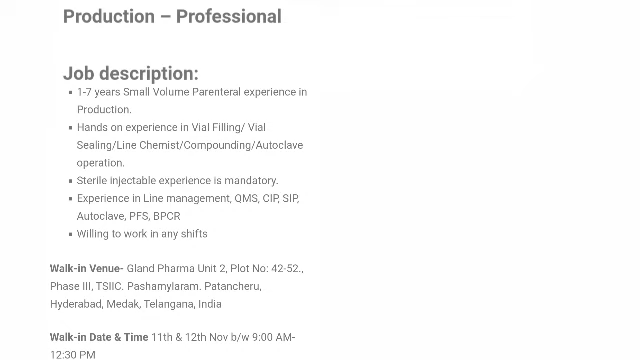 Production – Professional
Job description:
▪ 1-7 years Small Volume Parenteral experience in
Production.
▪ Hands on experience in Vial Filling/ Vial
Sealing/Line Chemist/Compounding/Autoclave
operation.
▪ Sterile injectable experience is mandatory.
▪ Experience in Line management, QMS, CIP, SIP,
Autoclave, PFS, BPCR
▪ Willing to work in any shifts
Walk-in Venue- Gland Pharma Unit 2, Plot No: 42-52.,
Phase III, TSIIC. Pashamylaram. Patancheru,
Hyderabad, Medak, Telangana, India
Walk-in Date & Time 11th & 12th Nov b/w 9:00 AM-
12:30 PM